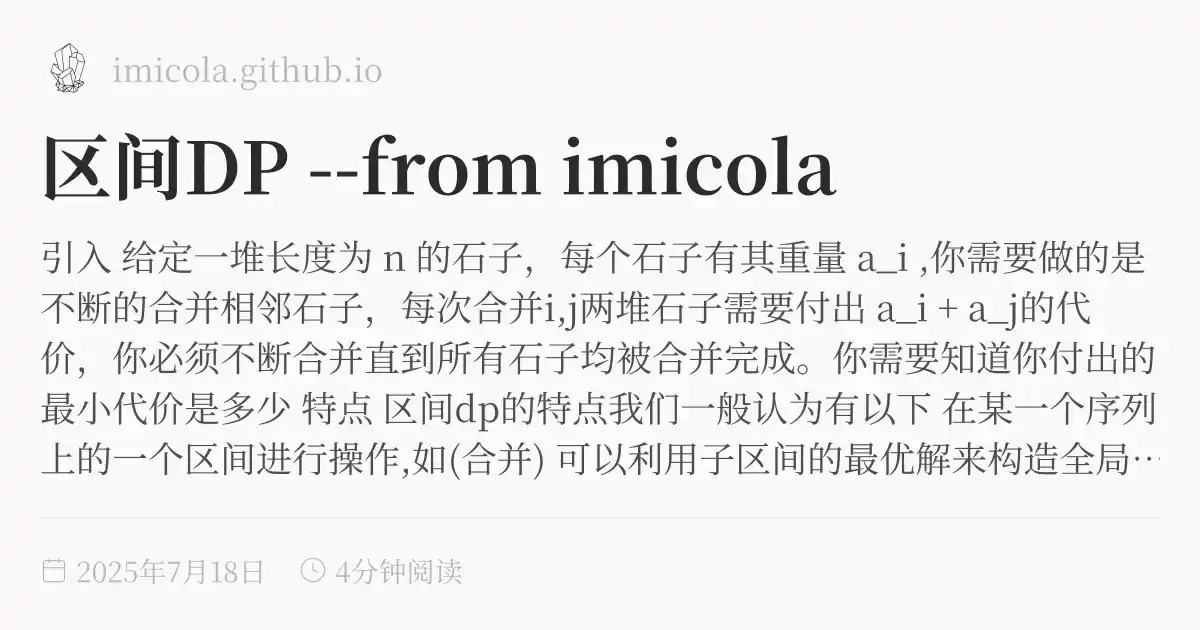 imicola.github.io
区间DP --from imicola
引入 给定一堆长度为 n 的石子，每个石子有其重量 a_i ,你需要做的是
不断的合并相邻石子，每次合并i,j两堆石子需要付出 a_i + a_j的代
价，你必须不断合并直到所有石子均被合并完成。你需要知道你付出的
最小代价是多少 特点 区间dp的特点我们一般认为有以下 在某一个序列
上的一个区间进行操作,如(合并) 可以利用子区间的最优解来构造全局…
2025年7月18日 4分钟阅读